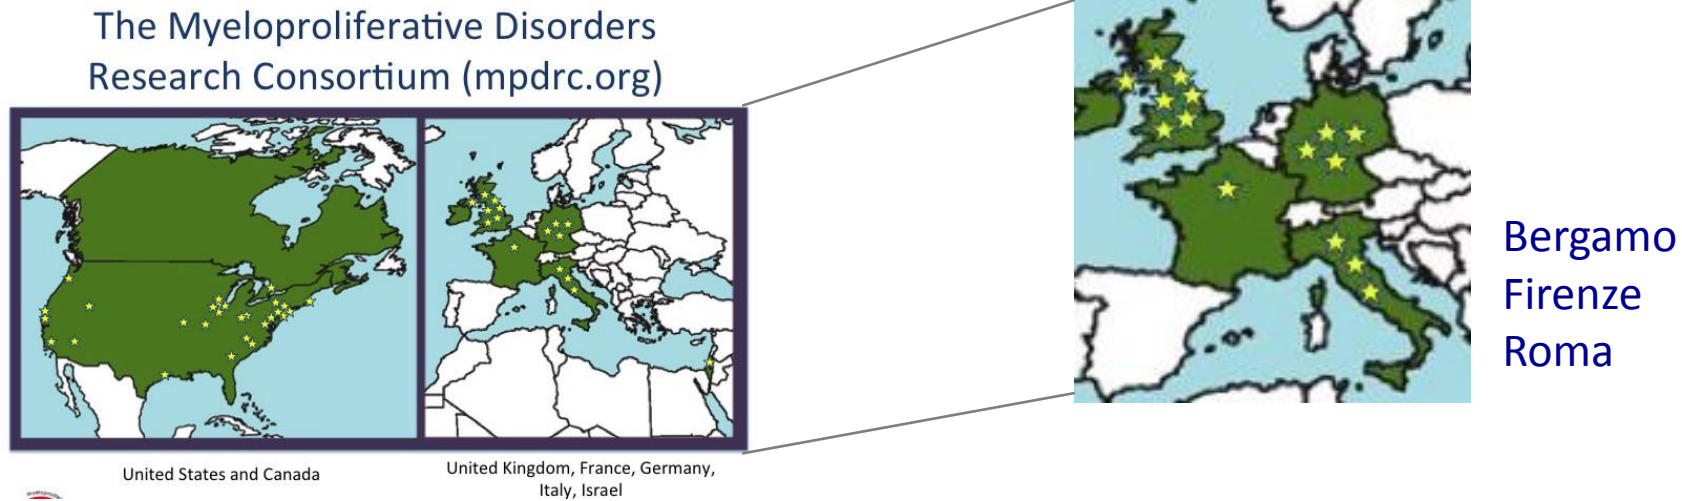 The Myeloproliferative Disorders
Research Consortium (mpdrc.org)
United States and Canada
United Kingdom, France, Germany,
Italy, Israel
Bergamo
Firenze
Roma